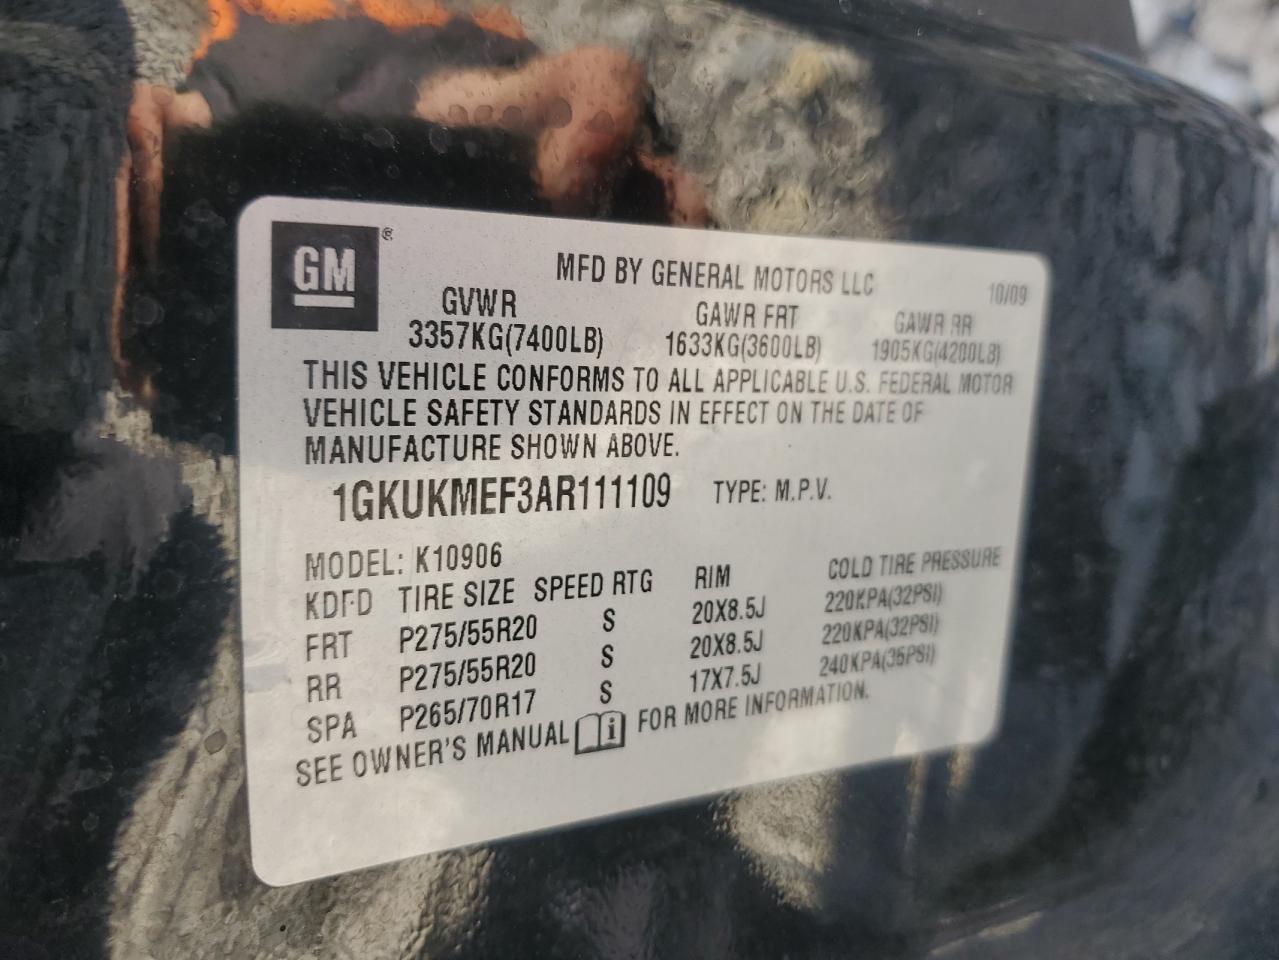 GM ®
MFD BY GENERAL MOTORS LLC
10/09
GVWR GAWR FRT GAWR RR
3357KG(7400LB) 1633KG(3600LB) 1905KG(4200LB)
THIS VEHICLE CONFORMS TO ALL APPLICABLE U.S. FEDERAL MOTOR
VEHICLE SAFETY STANDARDS IN EFFECT ON THE DATE OF
MANUFACTURE SHOWN ABOVE.
1GKUKMEF3AR111109 TYPE: M.P.V.
MODEL: K10906
KDFD TIRE SIZE SPEED RTG RIM COLD TIRE PRESSURE
FRT P275/55R20 S 20X8.5J 220KPA(32PSI)
RR P275/55R20 S 20X8.5J 220KPA(32PSI)
SPA P265/70R17 S 17X7.5J 240KPA(35PSI)
SEE OWNER'S MANUAL i FOR MORE INFORMATION.